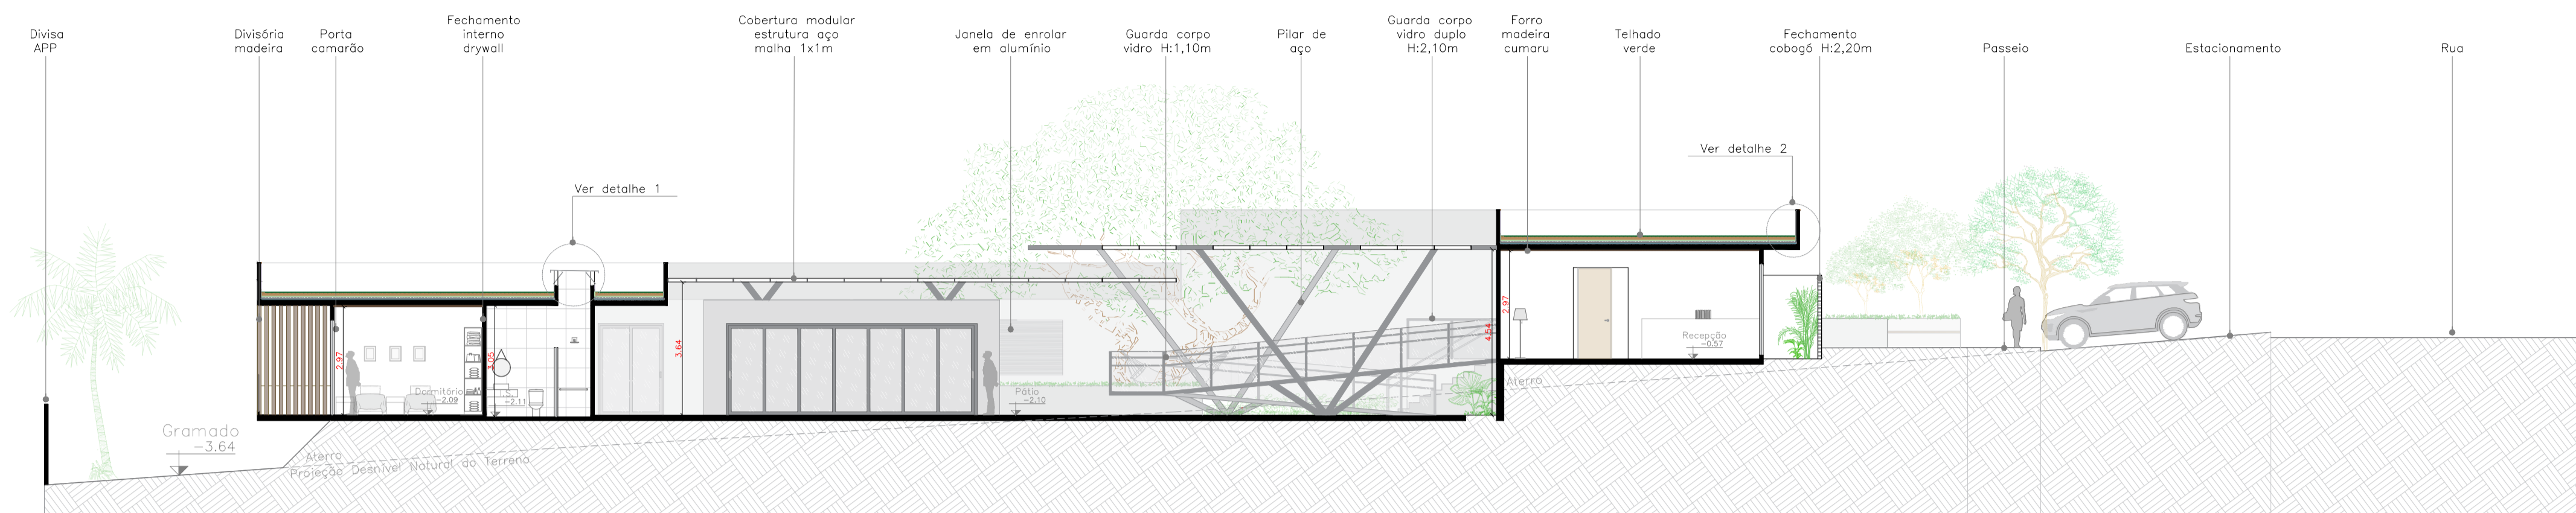 Divisa
APP
Divisória
madeira
Porta
camarão
Fechamento
interno
drywall
Cobertura modular
estrutura aço
malha 1x1m
Janela de enrolar
em alumínio
Guarda corpo
vidro H:1,10m
Pilar de
aço
Guarda corpo
vidro duplo
H:2,10m
Forro
madeira
cumaru
Telhado
verde
Fechamento
cobogó H:2,20m
Passeio
Estacionamento
Rua
Ver detalhe 1
Ver detalhe 2
2.97
3.05
3.64
4.54
2.97
Dormitório
-2.09
I.S.
-2.11
Pátio
-2.10
Recepção
-0.57
Gramado
-3.64
Aterro
Projeção Desnível Natural do Terreno
Aterro